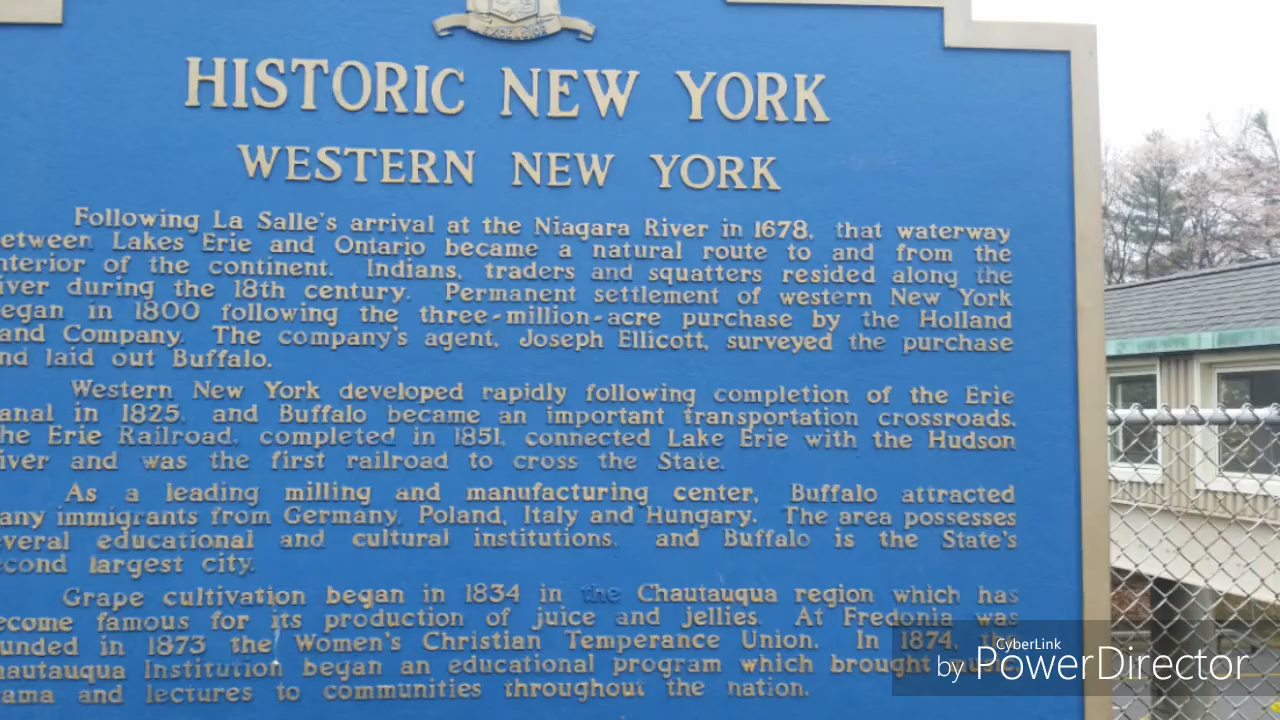 EXCELSIOR
HISTORIC NEW YORK
WESTERN NEW YORK
Following La Salle's arrival at the Niagara River in 1678, that waterway
etween Lakes Erie and Ontario became a natural route to and from the
nterior of the continent. Indians, traders and squatters resided along the
iver during the 18th century. Permanent settlement of western New York
egan in 1800 following the three-million-acre purchase by the Holland
and Company. The company's agent, Joseph Ellicott, surveyed the purchase
nd laid out Buffalo.
Western New York developed rapidly following completion of the Erie
anal in 1825, and Buffalo became an important transportation crossroads.
he Erie Railroad, completed in 1851, connected Lake Erie with the Hudson
iver and was the first railroad to cross the State.
As a leading milling and manufacturing center, Buffalo attracted
any immigrants from Germany, Poland, Italy and Hungary. The area possesses
everal educational and cultural institutions, and Buffalo is the State's
econd largest city.
Grape cultivation began in 1834 in the Chautauqua region which has
ecome famous for its production of juice and jellies. At Fredonia was
unded in 1873 the Women's Christian Temperance Union. In 1874, the
hautauqua Institution began an educational program which brought
ama and lectures to communities throughout the nation.
CyberLink
by PowerDirector